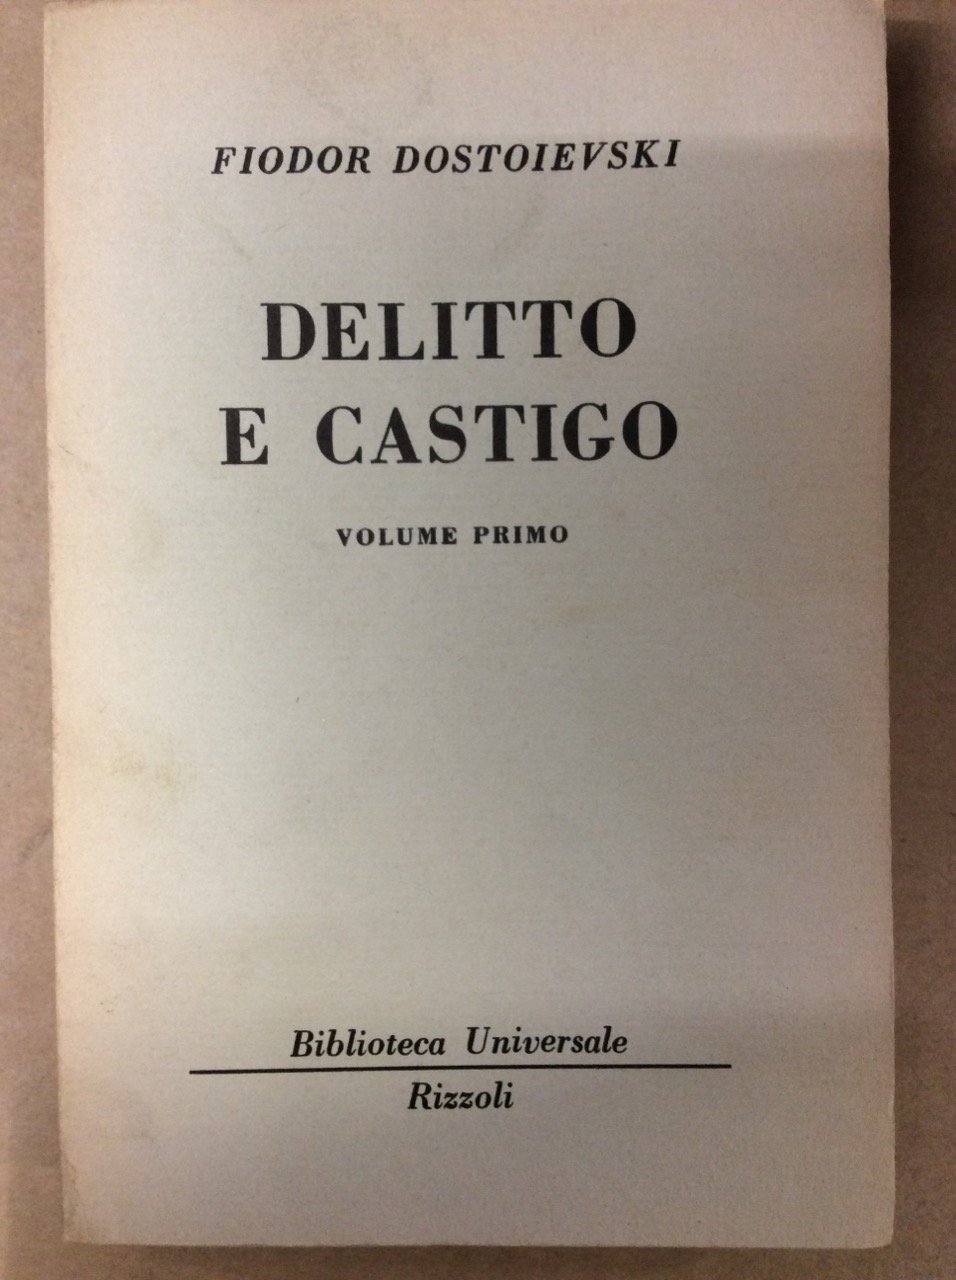 FIODOR DOSTOIEVSKI
DELITTO
E CASTIGO
VOLUME PRIMO
Biblioteca Universale
Rizzoli